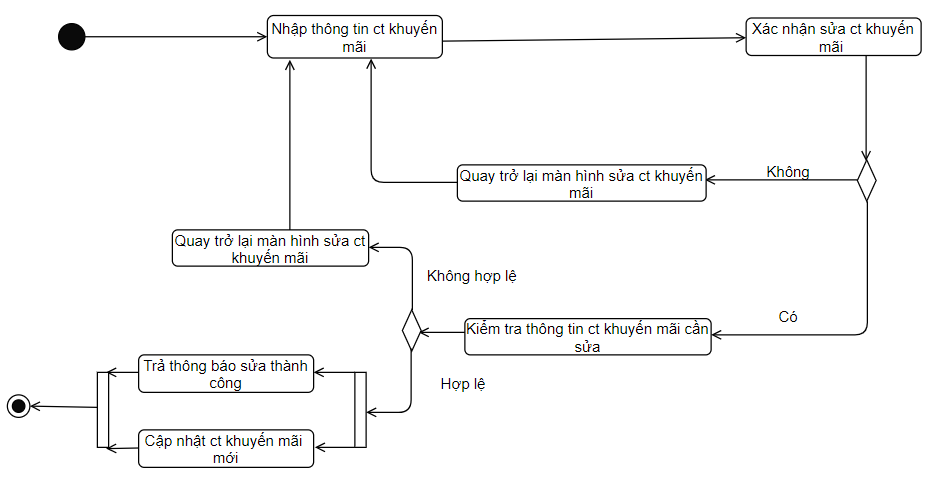 Nhập thông tin ct khuyến
mãi
Xác nhận sửa ct khuyến
mãi
Không
Quay trở lại màn hình sửa ct khuyến
mãi
Quay trở lại màn hình sửa ct
khuyến mãi
Không hợp lệ
Có
Kiểm tra thông tin ct khuyến mãi cần
sửa
Trả thông báo sửa thành
công
Hợp lệ
Cập nhật ct khuyến mãi
mới